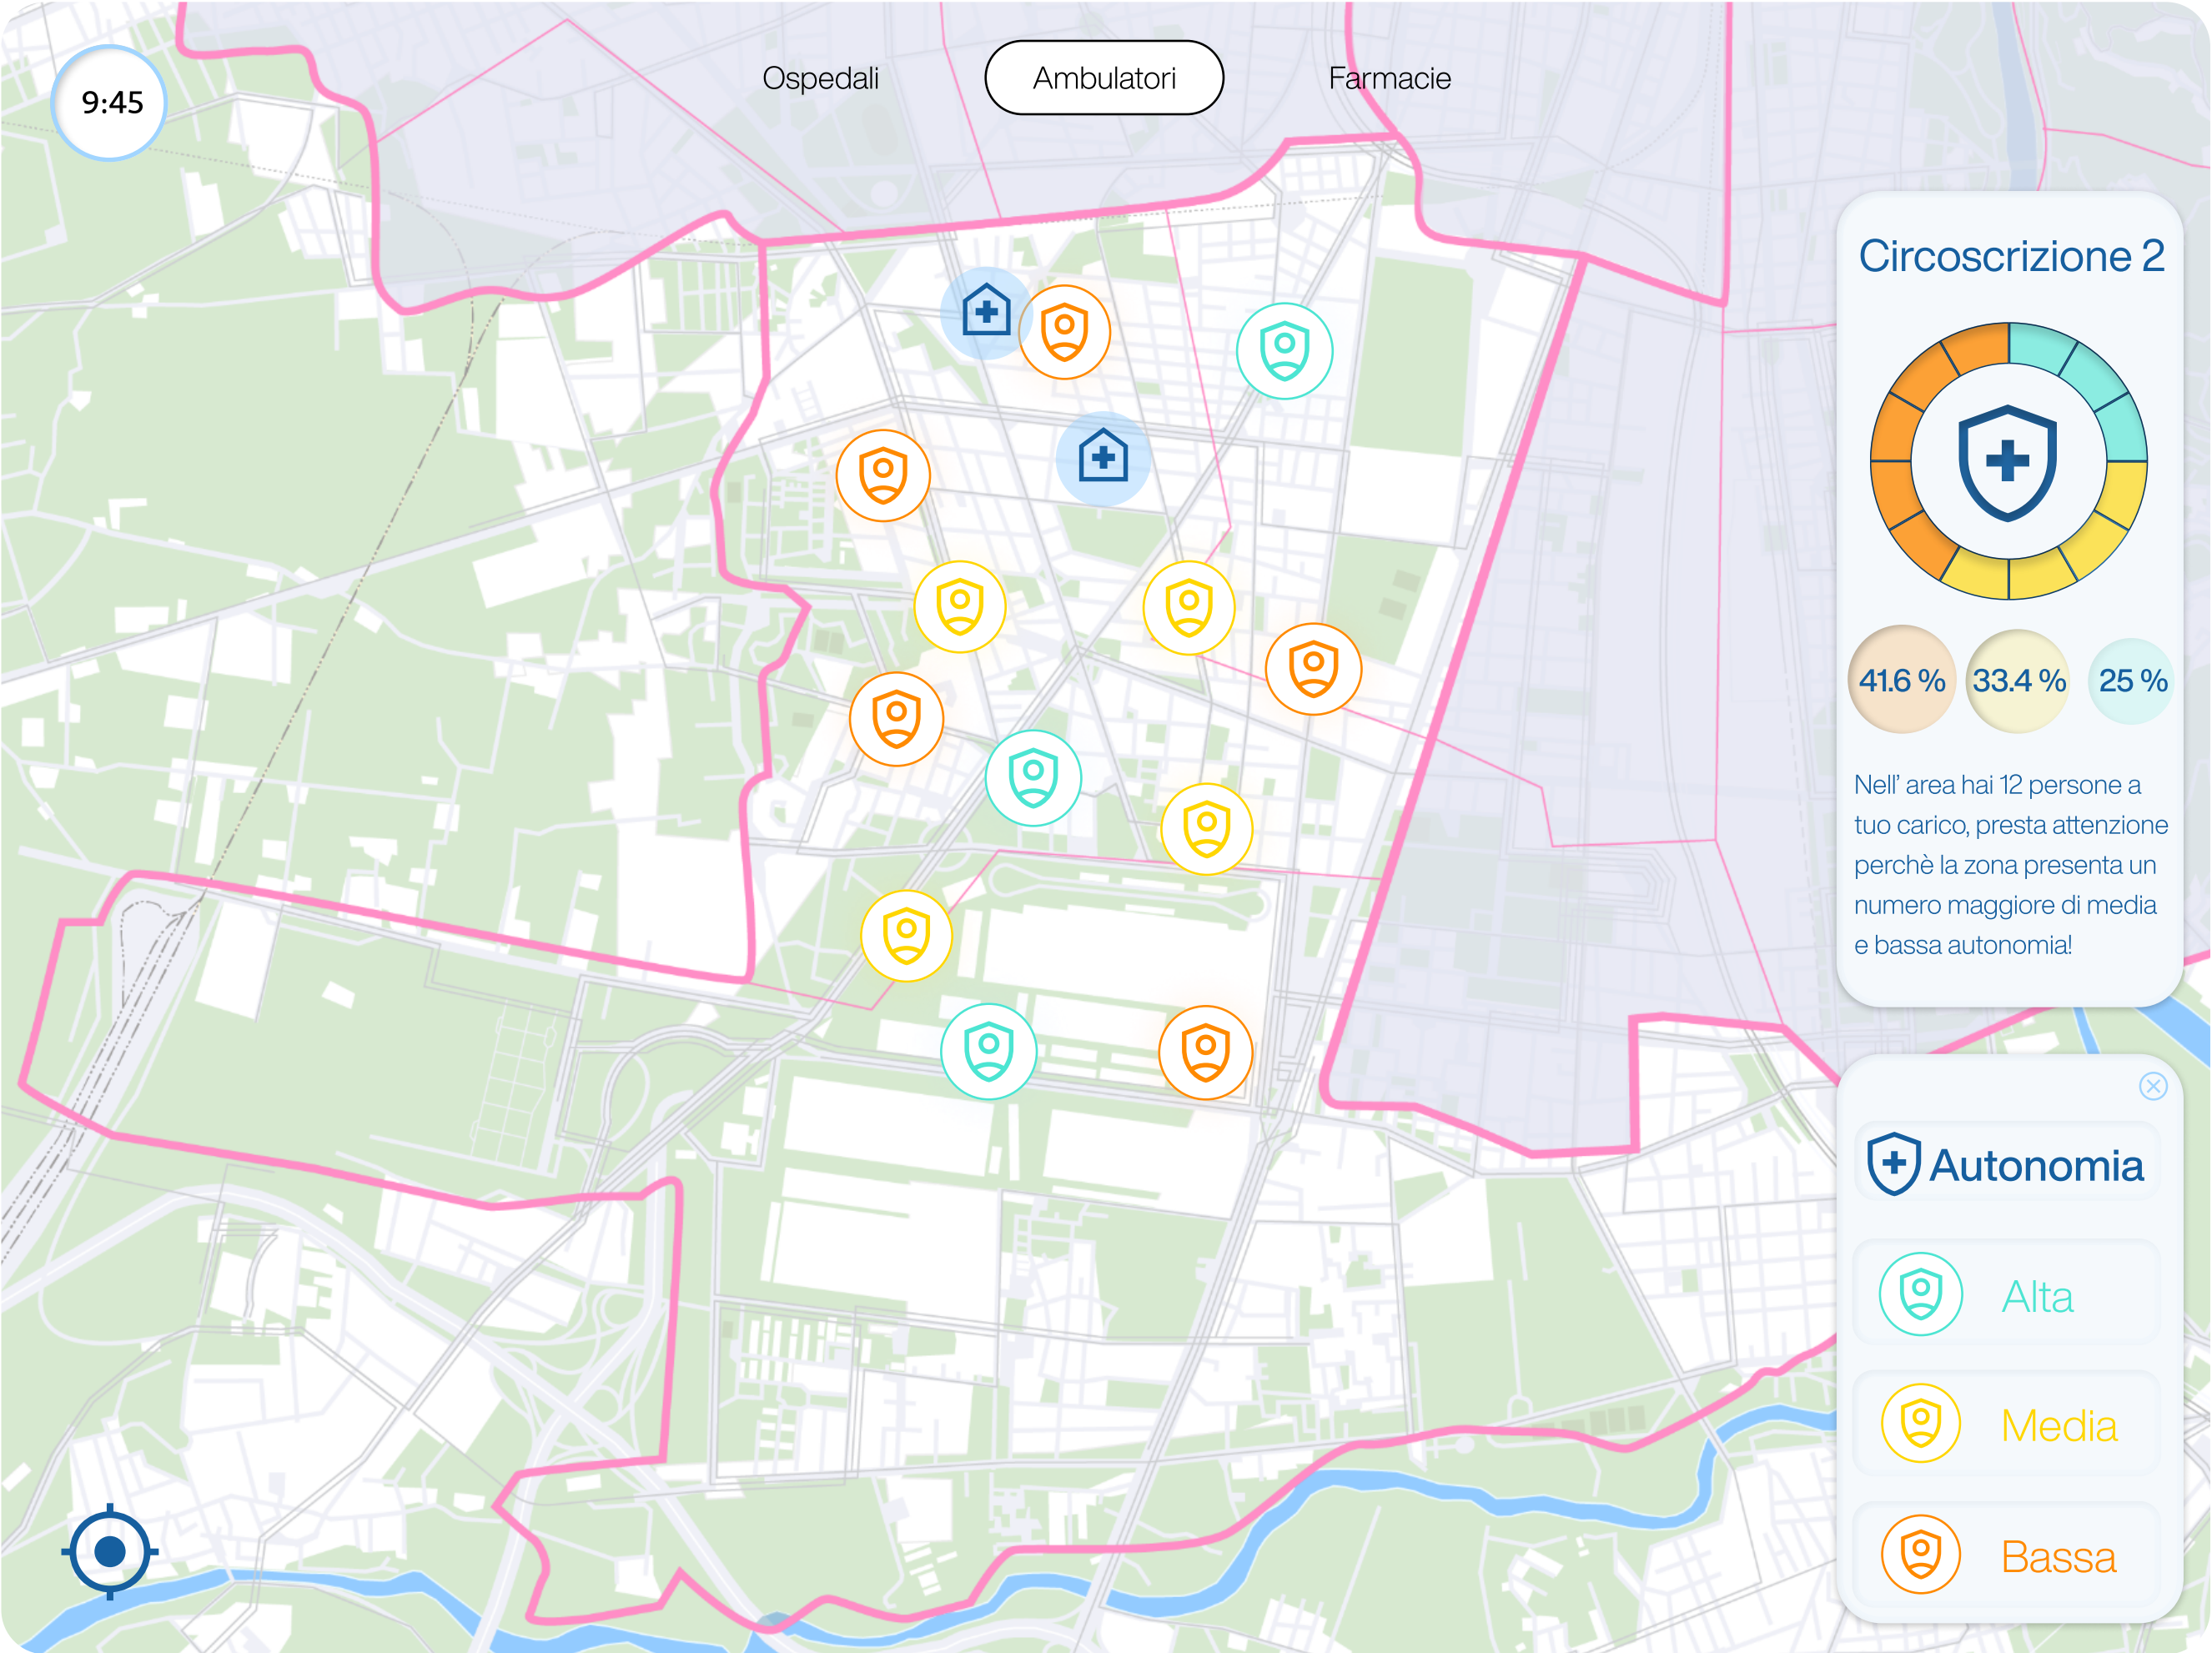 9:45
Ospedali
Ambulatori
Farmacie
Circoscrizione 2
41.6 %
33.4 %
25 %
Nell' area hai 12 persone a
tuo carico, presta attenzione
perchè la zona presenta un
numero maggiore di media
e bassa autonomia!
Autonomia
Alta
Media
Bassa